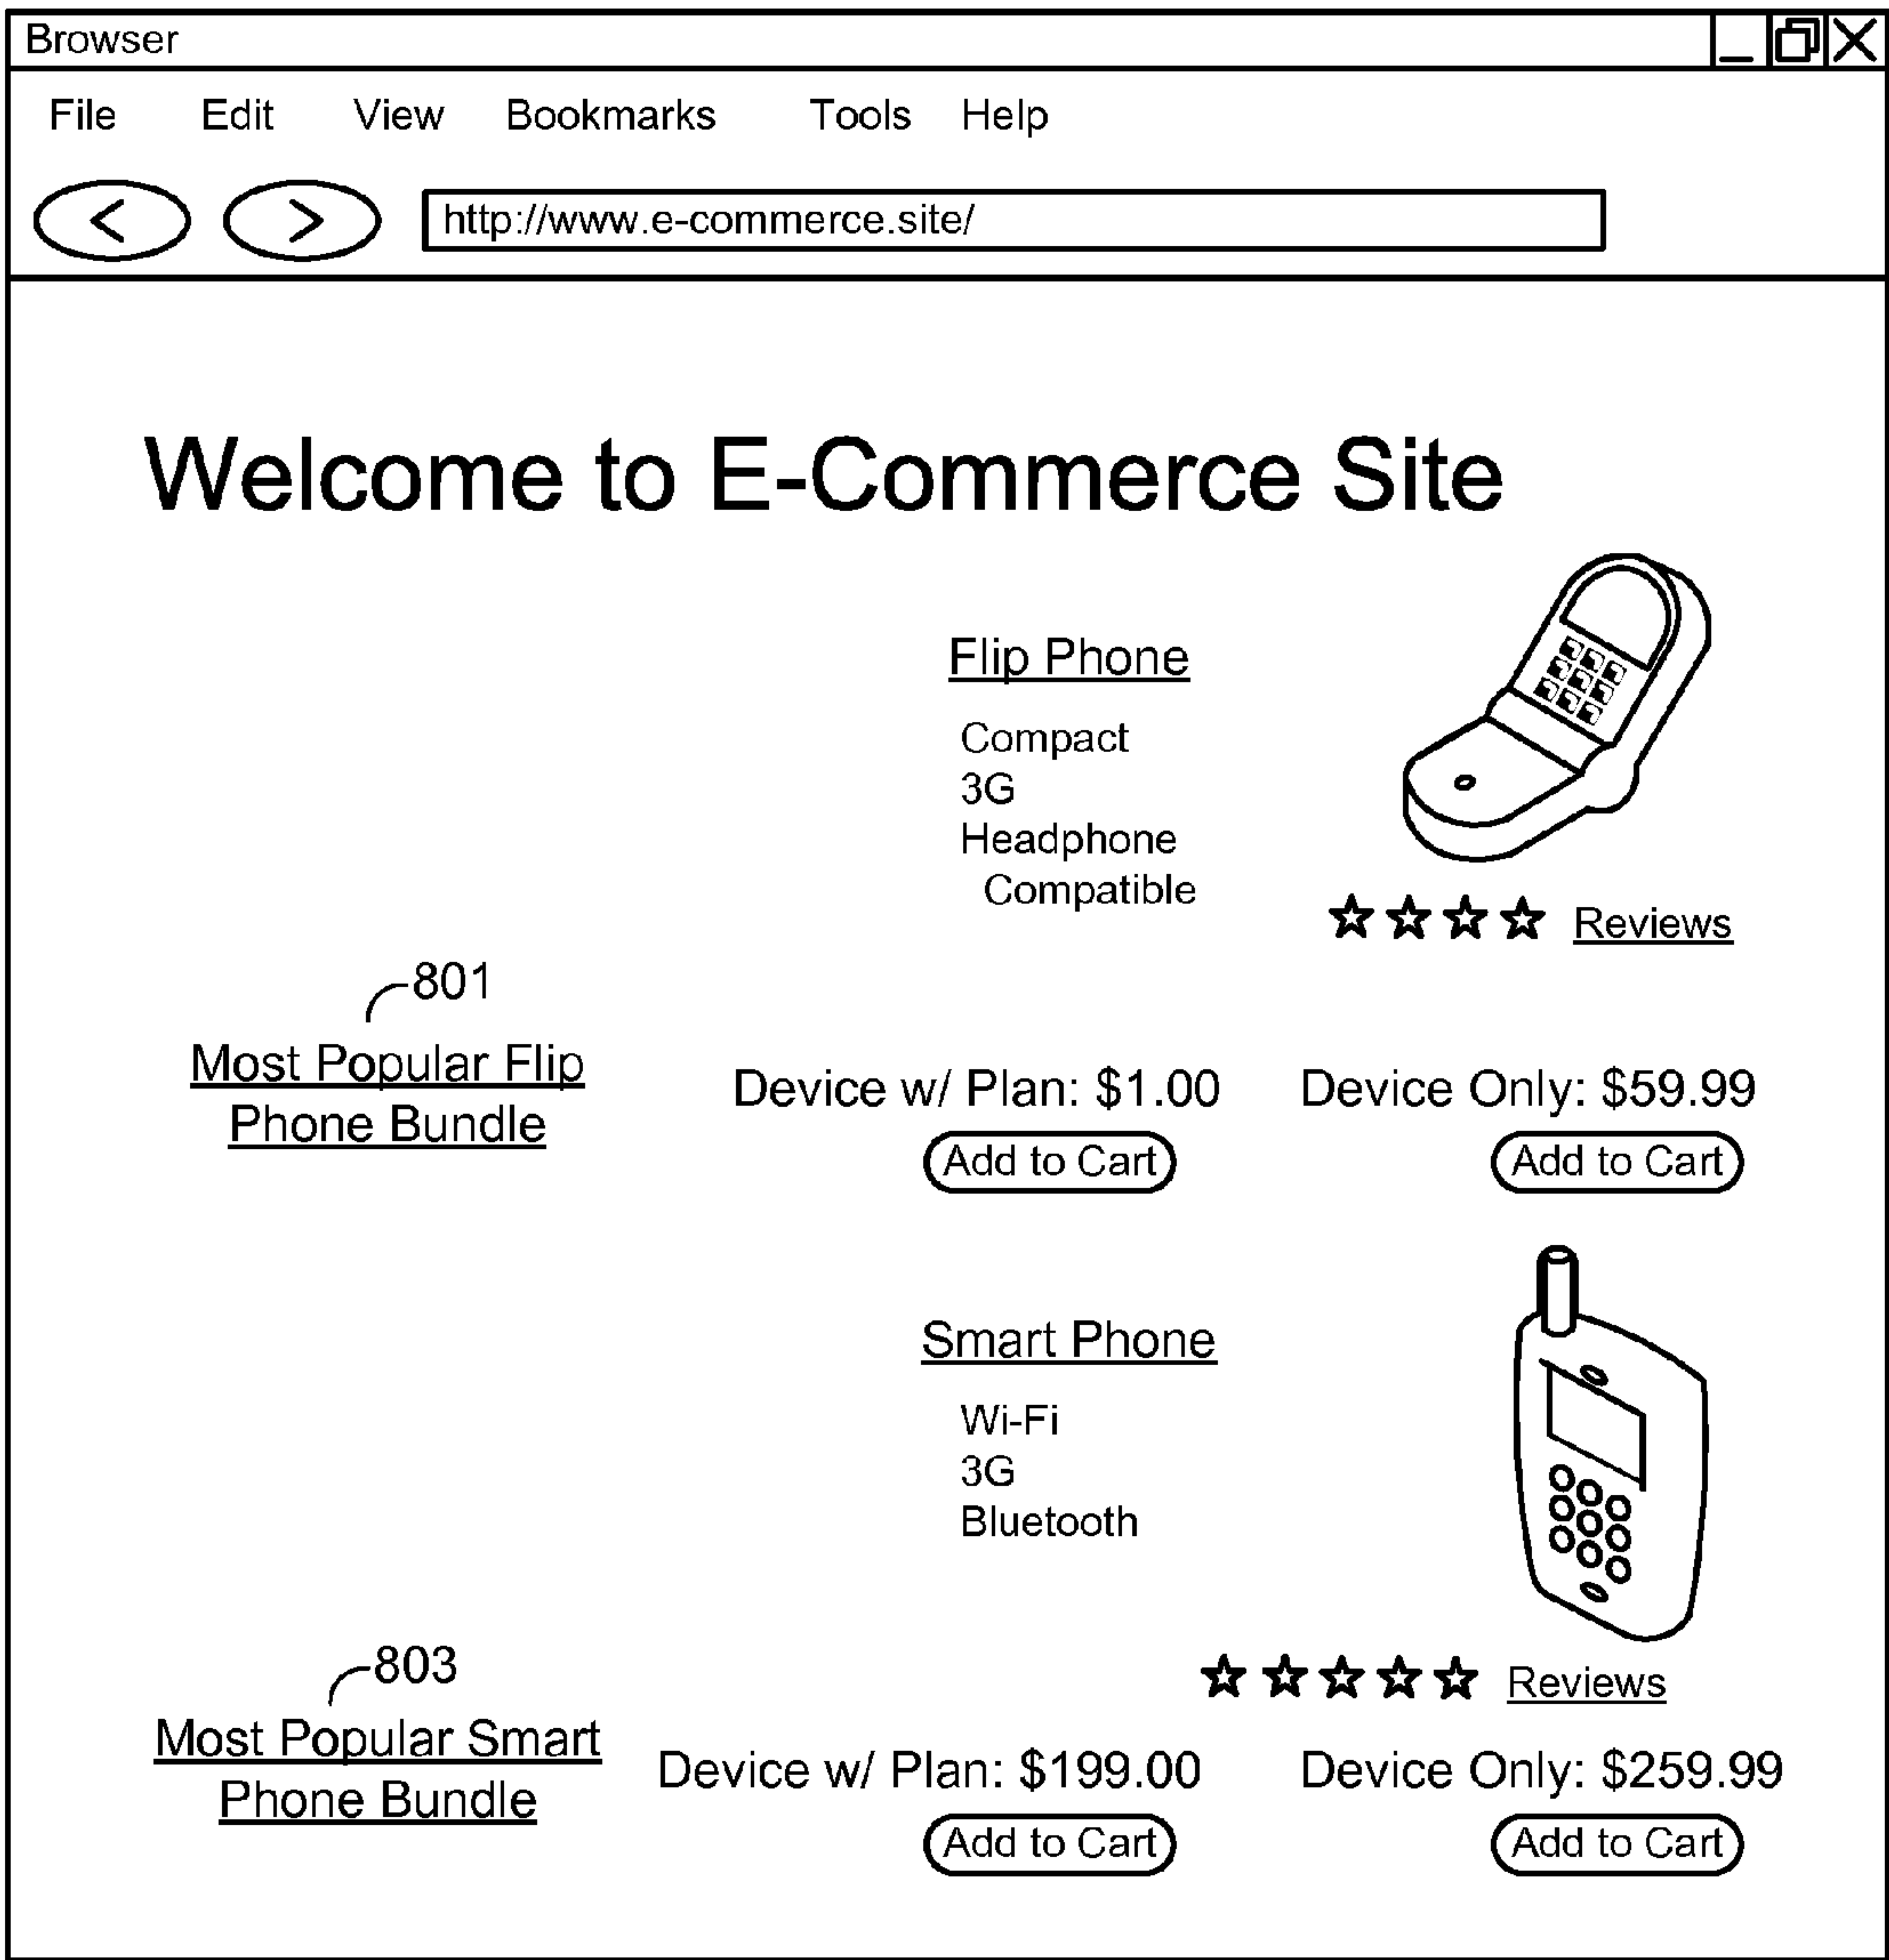 Browser
File Edit View Bookmarks Tools Help
http://www.e-commerce.site/
Welcome to E-Commerce Site
Flip Phone
Compact
3G
Headphone
Compatible
Reviews
801
Most Popular Flip
Phone Bundle
Device w/ Plan: $1.00 Device Only: $59.99
Add to Cart Add to Cart
Smart Phone
Wi-Fi
3G
Bluetooth
Reviews
803
Most Popular Smart
Phone Bundle
Device w/ Plan: $199.00 Device Only: $259.99
Add to Cart Add to Cart